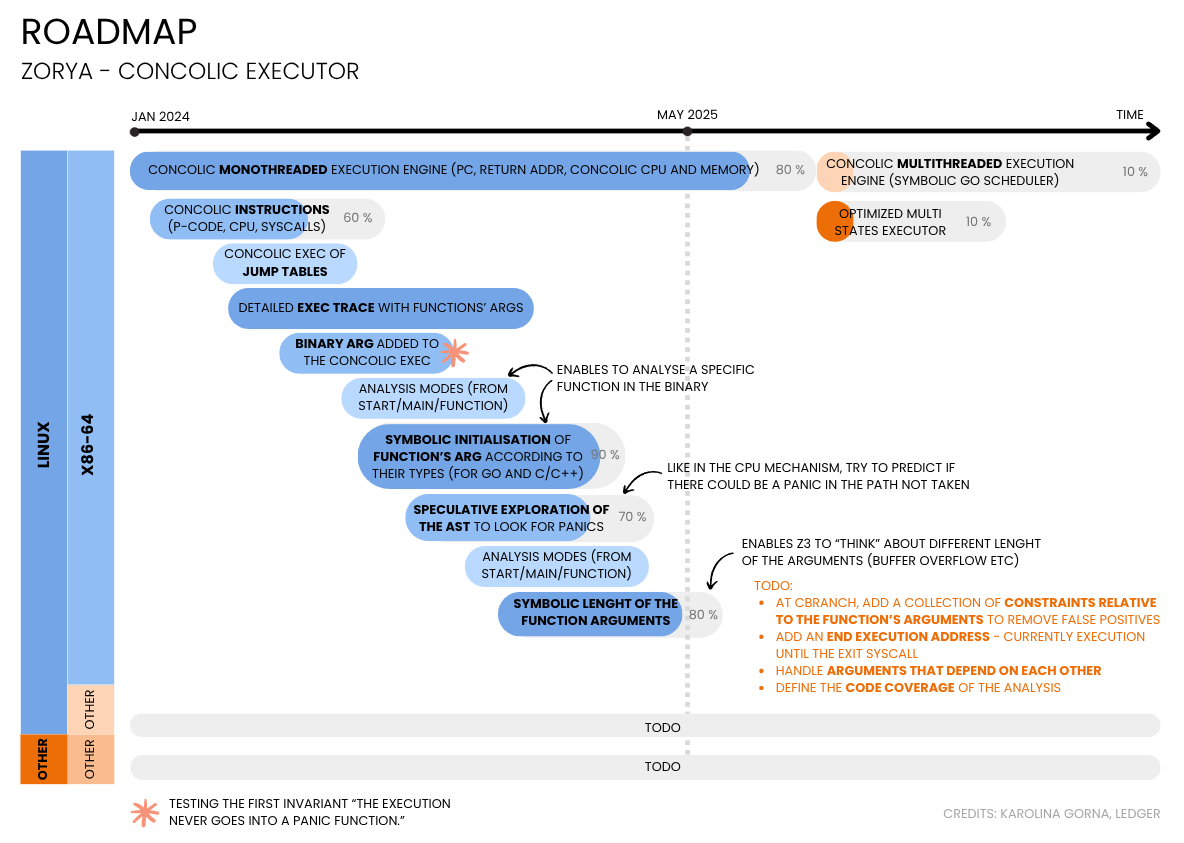 ROADMAP
ZORYA - CONCOLIC EXECUTOR
JAN 2024
MAY 2025
TIME
LINUX
X86-64
CONCOLIC MONOTHREADED EXECUTION ENGINE (PC, RETURN ADDR, CONCOLIC CPU AND MEMORY)
80 %
CONCOLIC MULTITHREADED EXECUTION
ENGINE (SYMBOLIC GO SCHEDULER)
10 %
CONCOLIC INSTRUCTIONS
(P-CODE, CPU, SYSCALLS)
60 %
OPTIMIZED MULTI
STATES EXECUTOR
10 %
CONCOLIC EXEC OF
JUMP TABLES
DETAILED EXEC TRACE WITH FUNCTIONS' ARGS
BINARY ARG ADDED TO
THE CONCOLIC EXEC
ANALYSIS MODES (FROM
START/MAIN/FUNCTION)
ENABLES TO ANALYSE A SPECIFIC
FUNCTION IN THE BINARY
SYMBOLIC INITIALISATION OF
FUNCTION'S ARG ACCORDING TO
THEIR TYPES (FOR GO AND C/C++)
90 %
LIKE IN THE CPU MECHANISM, TRY TO PREDICT IF
THERE COULD BE A PANIC IN THE PATH NOT TAKEN
SPECULATIVE EXPLORATION OF
THE AST TO LOOK FOR PANICS
70 %
ANALYSIS MODES (FROM
START/MAIN/FUNCTION)
ENABLES Z3 TO “THINK” ABOUT DIFFERENT LENGHT
OF THE ARGUMENTS (BUFFER OVERFLOW ETC)
SYMBOLIC LENGHT OF THE
FUNCTION ARGUMENTS
80 %
TODO:
• AT CBRANCH, ADD A COLLECTION OF CONSTRAINTS RELATIVE
TO THE FUNCTION'S ARGUMENTS TO REMOVE FALSE POSITIVES
• ADD AN END EXECUTION ADDRESS - CURRENTLY EXECUTION
UNTIL THE EXIT SYSCALL
• HANDLE ARGUMENTS THAT DEPEND ON EACH OTHER
• DEFINE THE CODE COVERAGE OF THE ANALYSIS
OTHER
TODO
OTHER
OTHER
TODO
TESTING THE FIRST INVARIANT “THE EXECUTION
NEVER GOES INTO A PANIC FUNCTION.”
CREDITS: KAROLINA GORNA, LEDGER